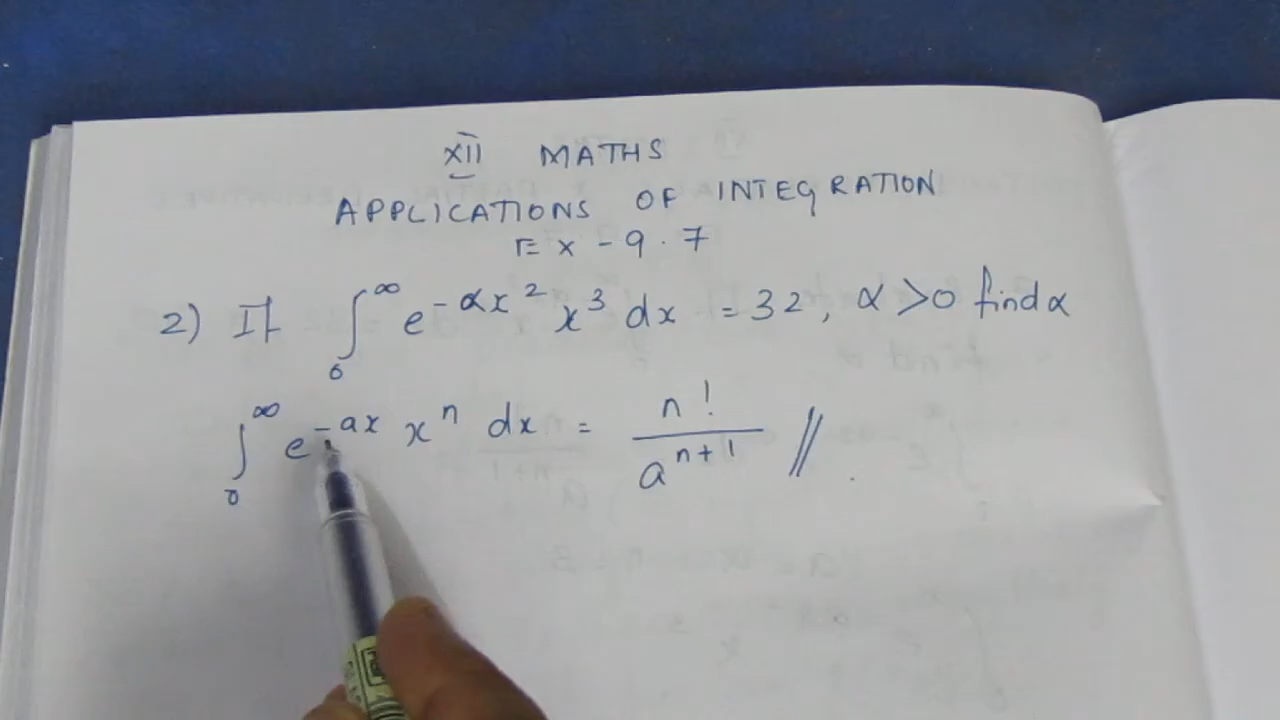 XII MATHS
APPLICATIONS OF INTEGRATION
EX - 9.7
2) If ∫₀^∞ e^{-αx²} x³ dx = 32, α > 0 find α
∫₀^∞ e^{-ax} xⁿ dx = n! / a^{n+1} //.